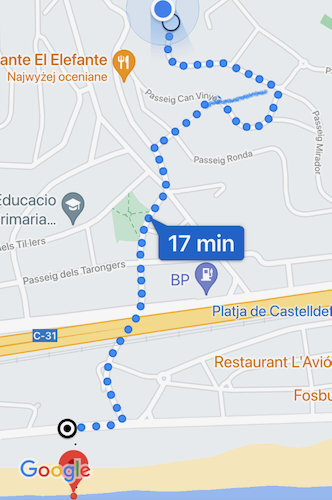 ante El Elefante
Najwyżej oceniane
Passeig Can Vinyes
Passeig Mirador
Passeig Ronda
Educacio
rimaria...
els Til·lers
17 min
Passeig dels Tarongers
BP
Platja de Castelldef
C-31
Restaurant L'Avió
Fosbu
Google